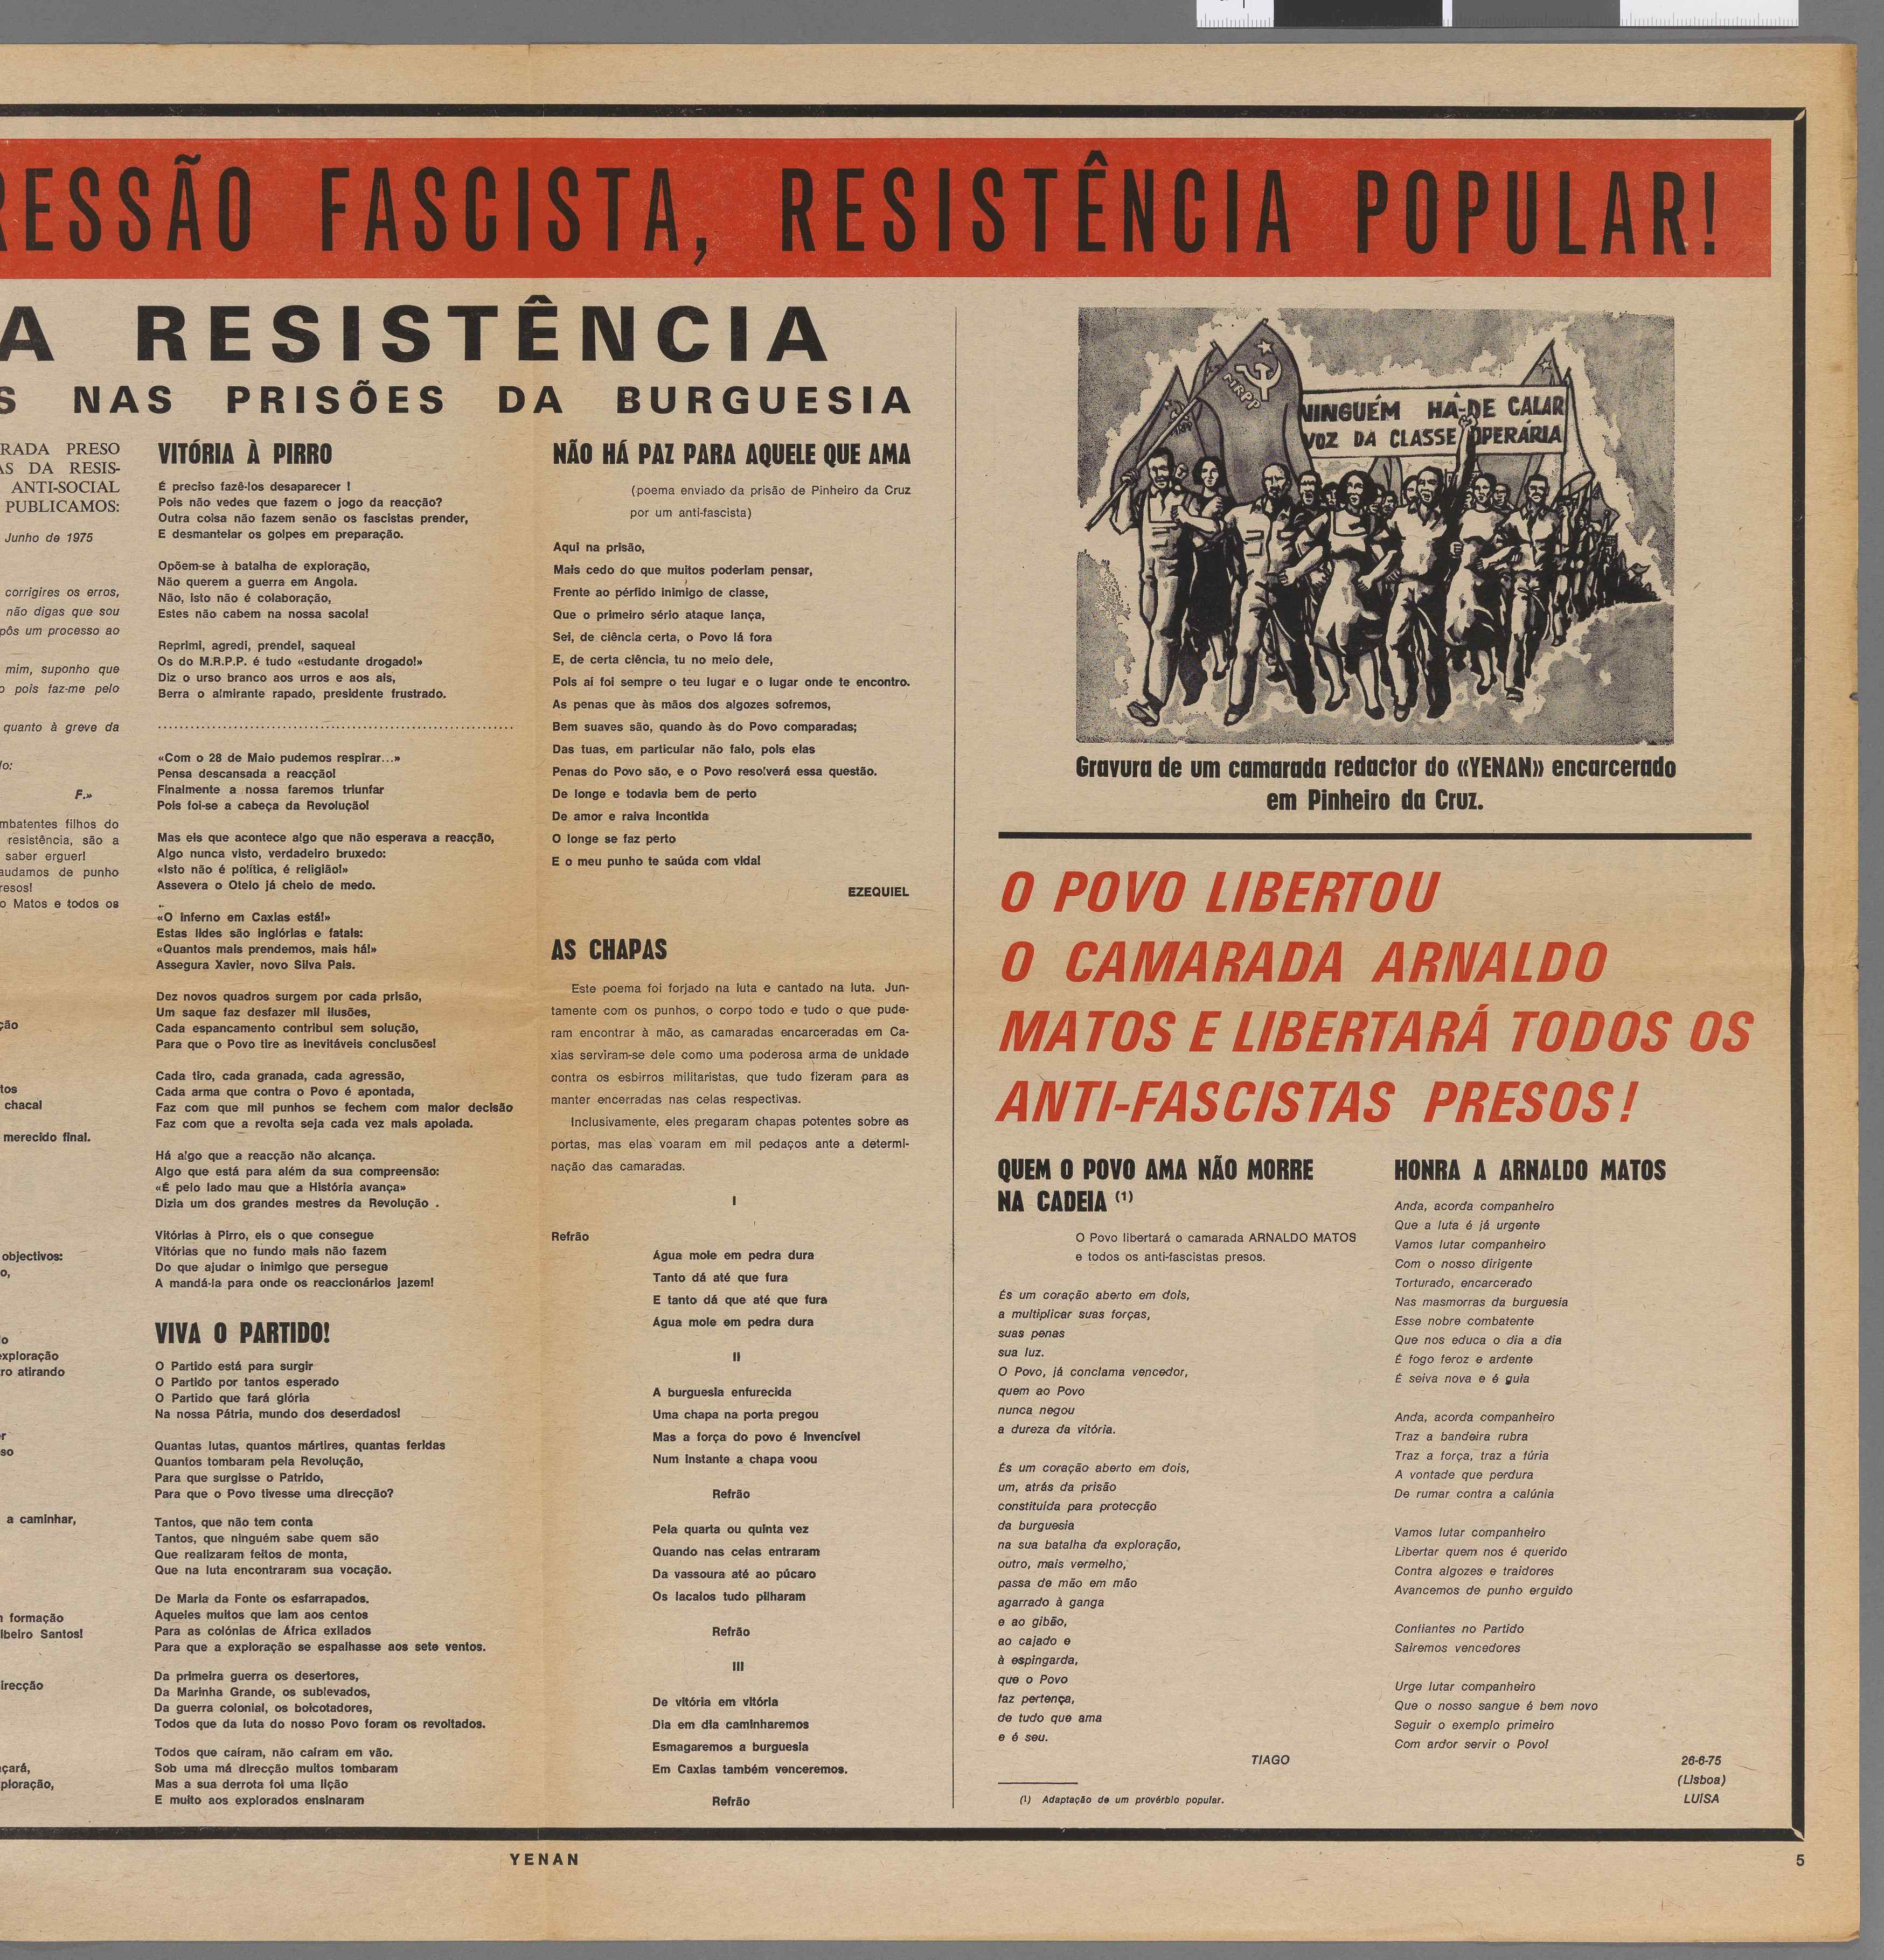 RESSÃO FASCISTA, RESISTÊNCIA POPULAR!
A RESISTÊNCIA
S NAS PRISÕES DA BURGUESIA
RADA PRESO
AS DA RESIS-
ANTI-SOCIAL
PUBLICAMOS:
Junho de 1975
corrigires os erros,
não digas que sou
pôs um processo ao
mim, suponho que
o pois faz-me pelo
quanto à greve da
lo:
F.»
mbatentes filhos do
resistência, são a
saber erguer!
audamos de punho
resos!
o Matos e todos os
ção
tos
chacal
merecido final.
objectivos:
o,
lo
exploração
ro atirando
r
so
a caminhar,
n formação
ibeiro Santos!
irecção
çará,
ploração,
VITÓRIA À PIRRO
É preciso fazê-los desaparecer !
Pois não vedes que fazem o jogo da reacção?
Outra coisa não fazem senão os fascistas prender,
E desmantelar os golpes em preparação.
Opõem-se à batalha de exploração,
Não querem a guerra em Angola.
Não, isto não é colaboração,
Estes não cabem na nossa sacola!
Reprimi, agredi, prendei, saqueai
Os do M.R.P.P. é tudo «estudante drogado!»
Diz o urso branco aos urros e aos ais,
Berra o almirante rapado, presidente frustrado.
«Com o 28 de Maio pudemos respirar...»
Pensa descansada a reacção!
Finalmente a nossa faremos triunfar
Pois foi-se a cabeça da Revolução!
Mas eis que acontece algo que não esperava a reacção,
Algo nunca visto, verdadeiro bruxedo:
«Isto não é política, é religião!»
Assevera o Otelo já cheio de medo.
«O inferno em Caxias está!»
Estas lides são inglórias e fatais:
«Quantos mais prendemos, mais há!»
Assegura Xavier, novo Silva Pais.
Dez novos quadros surgem por cada prisão,
Um saque faz desfazer mil ilusões,
Cada espancamento contribui sem solução,
Para que o Povo tire as inevitáveis conclusões!
Cada tiro, cada granada, cada agressão,
Cada arma que contra o Povo é apontada,
Faz com que mil punhos se fechem com maior decisão
Faz com que a revolta seja cada vez mais apoiada.
Há algo que a reacção não alcança.
Algo que está para além da sua compreensão:
«É pelo lado mau que a História avança»
Dizia um dos grandes mestres da Revolução .
Vitórias à Pirro, eis o que consegue
Vitórias que no fundo mais não fazem
Do que ajudar o inimigo que persegue
A mandá-la para onde os reaccionários jazem!
VIVA O PARTIDO!
O Partido está para surgir
O Partido por tantos esperado
O Partido que fará glória
Na nossa Pátria, mundo dos deserdados!
Quantas lutas, quantos mártires, quantas feridas
Quantos tombaram pela Revolução,
Para que surgisse o Patrido,
Para que o Povo tivesse uma direcção?
Tantos, que não tem conta
Tantos, que ninguém sabe quem são
Que realizaram feitos de monta,
Que na luta encontraram sua vocação.
De Maria da Fonte os esfarrapados.
Aqueles muitos que iam aos centos
Para as colónias de África exilados
Para que a exploração se espalhasse aos sete ventos.
Da primeira guerra os desertores,
Da Marinha Grande, os sublevados,
Da guerra colonial, os boicotadores,
Todos que da luta do nosso Povo foram os revoltados.
Todos que caíram, não caíram em vão.
Sob uma má direcção muitos tombaram
Mas a sua derrota foi uma lição
E muito aos explorados ensinaram
NÃO HÁ PAZ PARA AQUELE QUE AMA
(poema enviado da prisão de Pinheiro da Cruz
por um anti-fascista)
Aqui na prisão,
Mais cedo do que muitos poderiam pensar,
Frente ao pérfido inimigo de classe,
Que o primeiro sério ataque lança,
Sei, de ciência certa, o Povo lá fora
E, de certa ciência, tu no meio dele,
Pois aí foi sempre o teu lugar e o lugar onde te encontro.
As penas que às mãos dos algozes sofremos,
Bem suaves são, quando às do Povo comparadas;
Das tuas, em particular não falo, pois elas
Penas do Povo são, e o Povo resolverá essa questão.
De longe e todavia bem de perto
De amor e raiva incontida
O longe se faz perto
E o meu punho te saúda com vida!
EZEQUIEL
AS CHAPAS
Este poema foi forjado na luta e cantado na luta. Jun-
tamente com os punhos, o corpo todo e tudo o que pude-
ram encontrar à mão, as camaradas encarceradas em Ca-
xias serviram-se dele como uma poderosa arma de unidade
contra os esbirros militaristas, que tudo fizeram para as
manter encerradas nas celas respectivas.
Inclusivamente, eles pregaram chapas potentes sobre as
portas, mas elas voaram em mil pedaços ante a determi-
nação das camaradas.
I
Refrão
Água mole em pedra dura
Tanto dá até que fura
E tanto dá que até que fura
Água mole em pedra dura
II
A burguesia enfurecida
Uma chapa na porta pregou
Mas a força do povo é invencível
Num instante a chapa voou
Refrão
Pela quarta ou quinta vez
Quando nas celas entraram
Da vassoura até ao púcaro
Os lacaios tudo pilharam
Refrão
III
De vitória em vitória
Dia em dia caminharemos
Esmagaremos a burguesia
Em Caxias também venceremos.
Refrão
MRPP
NINGUÉM HÁ-DE CALAR
VOZ DA CLASSE OPERÁRIA
Gravura de um camarada redactor do «YENAN» encarcerado
em Pinheiro da Cruz.
O POVO LIBERTOU
O CAMARADA ARNALDO
MATOS E LIBERTARÁ TODOS OS
ANTI-FASCISTAS PRESOS!
QUEM O POVO AMA NÃO MORRE
NA CADEIA (1)
O Povo libertará o camarada ARNALDO MATOS
e todos os anti-fascistas presos.
És um coração aberto em dois,
a multiplicar suas forças,
suas penas
sua luz.
O Povo, já conclama vencedor,
quem ao Povo
nunca negou
a dureza da vitória.
És um coração aberto em dois,
um, atrás da prisão
constituída para protecção
da burguesia
na sua batalha da exploração,
outro, mais vermelho,
passa de mão em mão
agarrado à ganga
e ao gibão,
ao cajado e
à espingarda,
que o Povo
faz pertença,
de tudo que ama
e é seu.
TIAGO
(1) Adaptação de um provérbio popular.
HONRA A ARNALDO MATOS
Anda, acorda companheiro
Que a luta é já urgente
Vamos lutar companheiro
Com o nosso dirigente
Torturado, encarcerado
Nas masmorras da burguesia
Esse nobre combatente
Que nos educa o dia a dia
É fogo feroz e ardente
É seiva nova e é guia
Anda, acorda companheiro
Traz a bandeira rubra
Traz a força, traz a fúria
A vontade que perdura
De rumar contra a calúnia
Vamos lutar companheiro
Libertar quem nos é querido
Contra algozes e traidores
Avancemos de punho erguido
Confiantes no Partido
Sairemos vencedores
Urge lutar companheiro
Que o nosso sangue é bem novo
Seguir o exemplo primeiro
Com ardor servir o Povo!
26-6-75
(Lisboa)
LUÍSA
YENAN
5